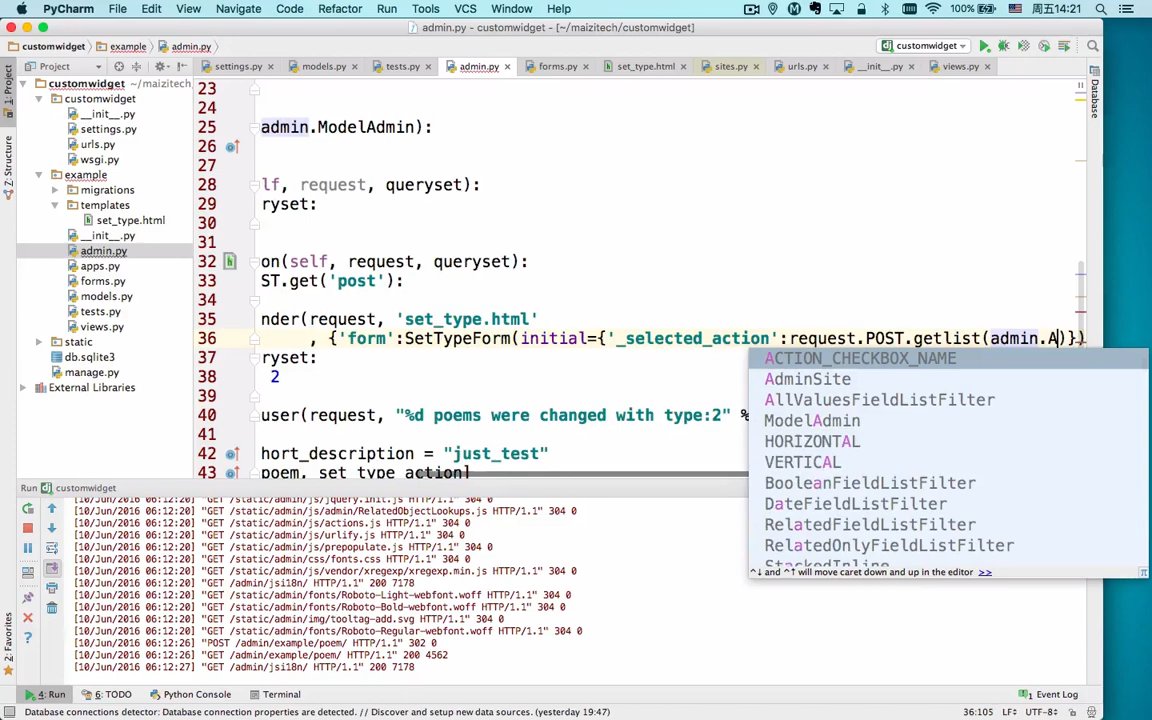 PyCharm File Edit View Navigate Code Refactor Run Tools VCS Window Help 100% 周五14:21
admin.py - customwidget - [~/maizitech/customwidget]
customwidget example admin.py customwidget
Project settings.py models.py tests.py admin.py forms.py set_type.html sites.py urls.py __init__.py views.py
1: Project
7: Structure
2: Favorites
Database
customwidget ~/maizitech/
customwidget
__init__.py
settings.py
urls.py
wsgi.py
example
migrations
templates
set_type.html
__init__.py
admin.py
apps.py
forms.py
models.py
tests.py
views.py
static
db.sqlite3
manage.py
External Libraries
23
24
25 admin.ModelAdmin):
26
27
28 lf, request, queryset):
29 ryset:
30
31
32 on(self, request, queryset):
33 ST.get('post'):
34
35 nder(request, 'set_type.html'
36 , {'form':SetTypeForm(initial={'_selected_action':request.POST.getlist(admin.A)})
37 ryset:
38 2
39
40 user(request, "%d poems were changed with type:2" %
41
42 hort_description = "just_test"
43 poem, set_type_action]
ACTION_CHECKBOX_NAME
AdminSite
AllValuesFieldListFilter
ModelAdmin
HORIZONTAL
VERTICAL
BooleanFieldListFilter
DateFieldListFilter
RelatedFieldListFilter
RelatedOnlyFieldListFilter
StackedInline
^↓ and ^↑ will move caret down and up in the editor >>
Run customwidget
[10/Jun/2016 06:12:20] "GET /static/admin/js/jquery.init.js HTTP/1.1" 304 0
[10/Jun/2016 06:12:20] "GET /static/admin/js/admin/RelatedObjectLookups.js HTTP/1.1" 304 0
[10/Jun/2016 06:12:20] "GET /static/admin/js/actions.js HTTP/1.1" 304 0
[10/Jun/2016 06:12:20] "GET /static/admin/js/urlify.js HTTP/1.1" 304 0
[10/Jun/2016 06:12:20] "GET /static/admin/js/prepopulate.js HTTP/1.1" 304 0
[10/Jun/2016 06:12:20] "GET /static/admin/css/fonts.css HTTP/1.1" 304 0
[10/Jun/2016 06:12:20] "GET /static/admin/js/vendor/xregexp/xregexp.min.js HTTP/1.1" 304 0
[10/Jun/2016 06:12:20] "GET /admin/jsi18n/ HTTP/1.1" 200 7178
[10/Jun/2016 06:12:20] "GET /static/admin/fonts/Roboto-Light-webfont.woff HTTP/1.1" 304 0
[10/Jun/2016 06:12:20] "GET /static/admin/fonts/Roboto-Bold-webfont.woff HTTP/1.1" 304 0
[10/Jun/2016 06:12:20] "GET /static/admin/img/tooltag-add.svg HTTP/1.1" 304 0
[10/Jun/2016 06:12:20] "GET /static/admin/fonts/Roboto-Regular-webfont.woff HTTP/1.1" 304 0
[10/Jun/2016 06:12:26] "POST /admin/example/poem/ HTTP/1.1" 302 0
[10/Jun/2016 06:12:26] "GET /admin/example/poem/ HTTP/1.1" 200 4562
[10/Jun/2016 06:12:27] "GET /admin/jsi18n/ HTTP/1.1" 200 7178
4: Run 6: TODO Python Console Terminal 1 Event Log
Database connections detector: Database connection properties are detected. // Discover and setup new data sources. (yesterday 19:47) 36:105 LF÷ UTF-8÷